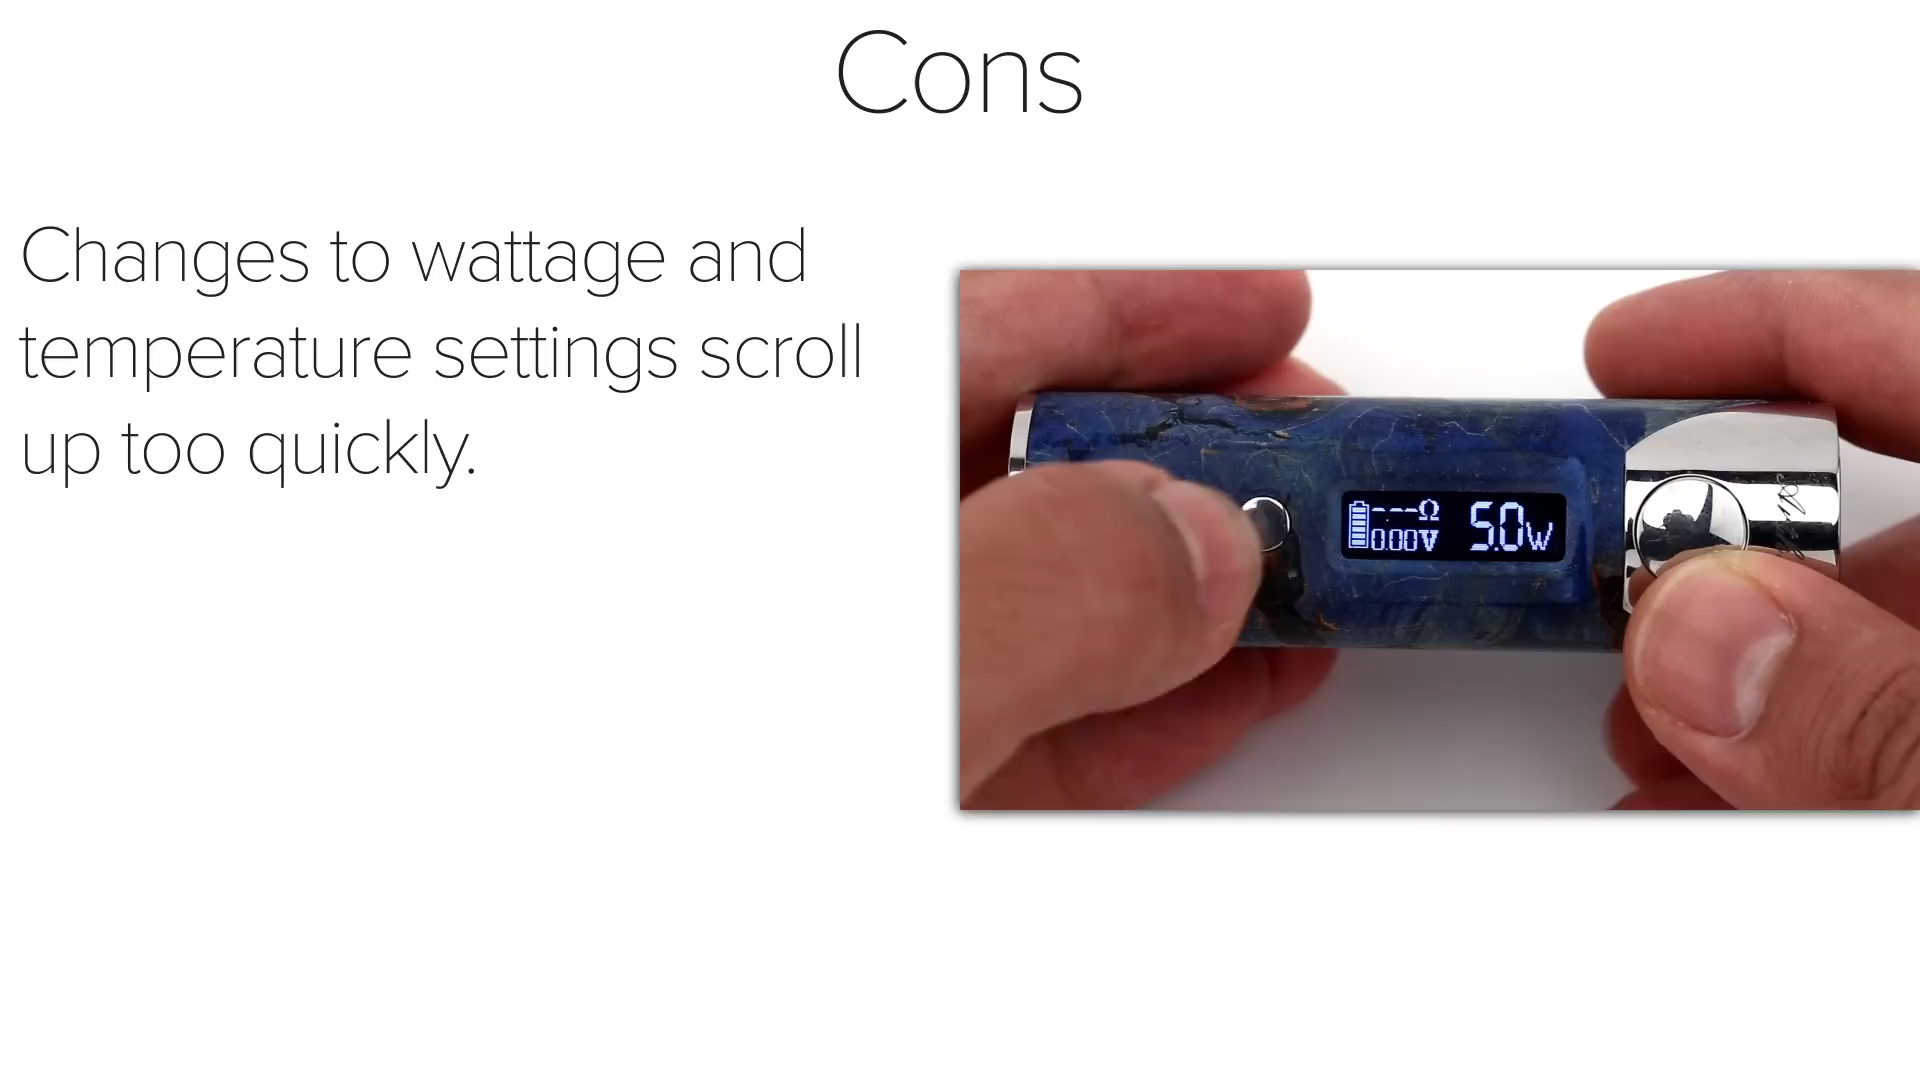 Cons
Changes to wattage and
temperature settings scroll
up too quickly.
---Ω 5.0W
0.00V